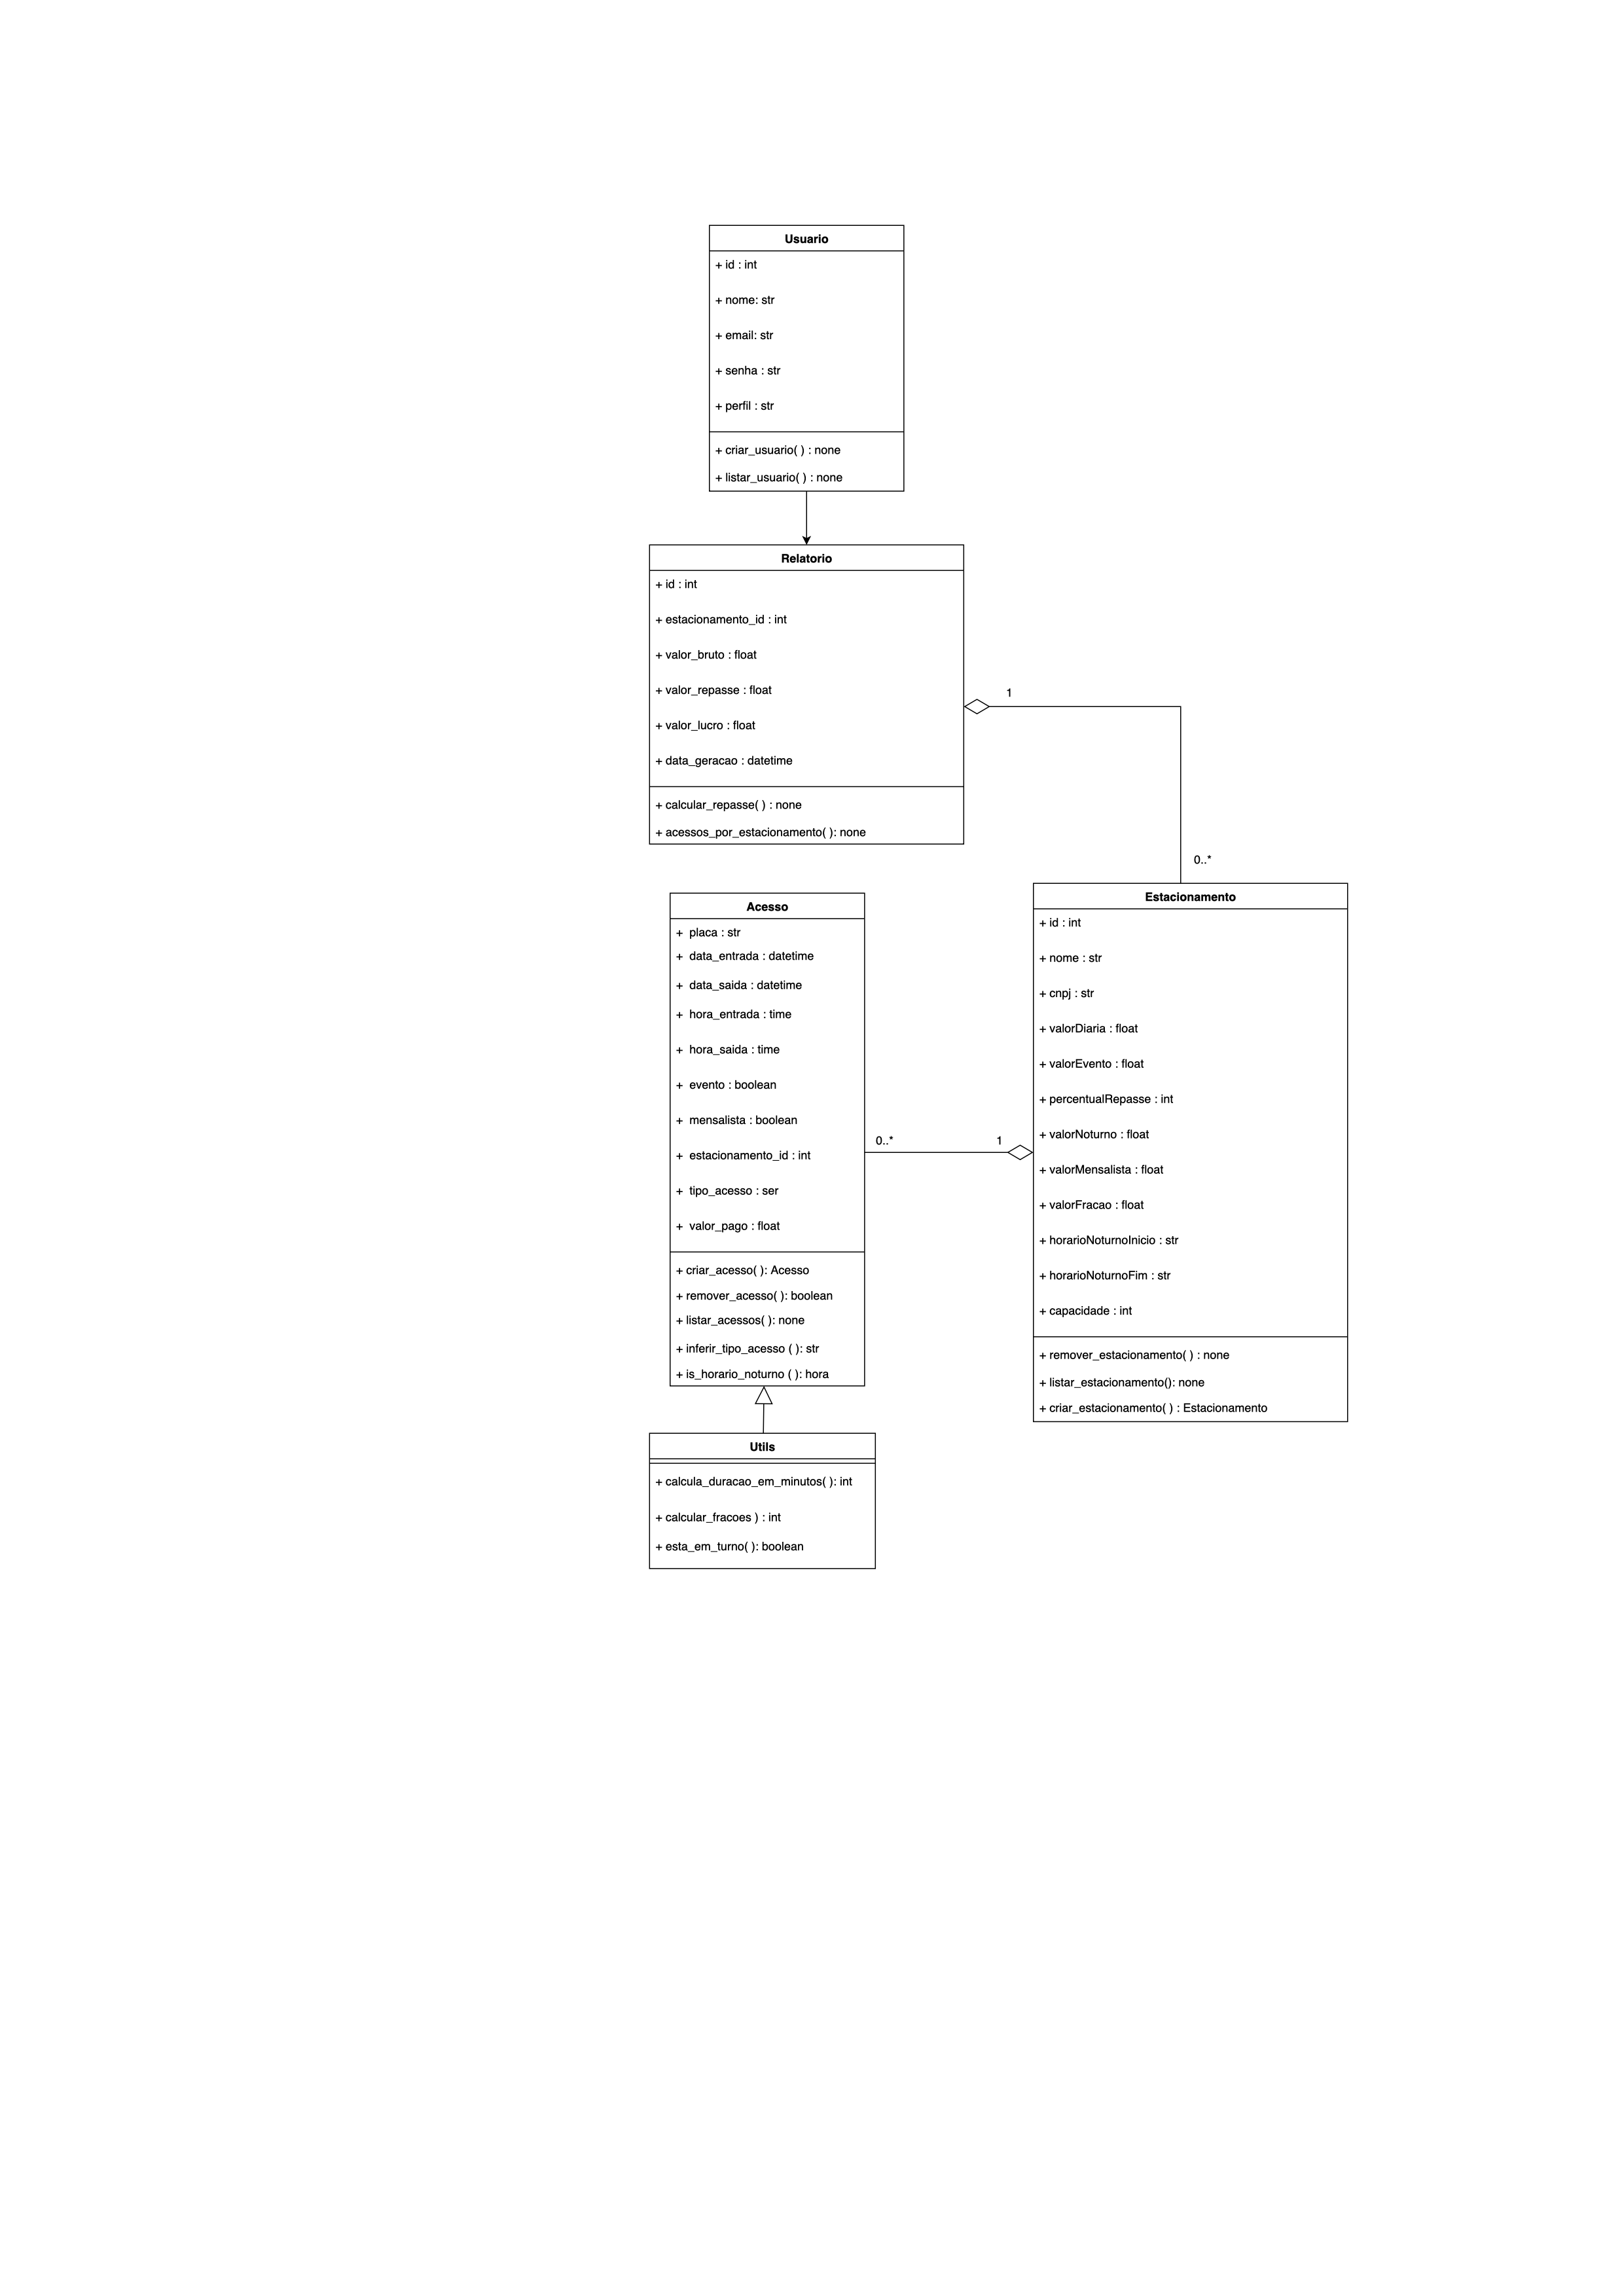 Usuario
+ id : int
+ nome: str
+ email: str
+ senha : str
+ perfil : str
+ criar_usuario( ) : none
+ listar_usuario( ) : none
Relatorio
+ id : int
+ estacionamento_id : int
+ valor_bruto : float
+ valor_repasse : float
+ valor_lucro : float
+ data_geracao : datetime
+ calcular_repasse( ) : none
+ acessos_por_estacionamento( ): none
1
0..*
Acesso
+ placa : str
+ data_entrada : datetime
+ data_saida : datetime
+ hora_entrada : time
+ hora_saida : time
+ evento : boolean
+ mensalista : boolean
+ estacionamento_id : int
+ tipo_acesso : ser
+ valor_pago : float
+ criar_acesso( ): Acesso
+ remover_acesso( ): boolean
+ listar_acessos( ): none
+ inferir_tipo_acesso ( ): str
+ is_horario_noturno ( ): hora
0..*
1
Estacionamento
+ id : int
+ nome : str
+ cnpj : str
+ valorDiaria : float
+ valorEvento : float
+ percentualRepasse : int
+ valorNoturno : float
+ valorMensalista : float
+ valorFracao : float
+ horarioNoturnoInicio : str
+ horarioNoturnoFim : str
+ capacidade : int
+ remover_estacionamento( ) : none
+ listar_estacionamento(): none
+ criar_estacionamento( ) : Estacionamento
Utils
+ calcula_duracao_em_minutos( ): int
+ calcular_fracoes ) : int
+ esta_em_turno( ): boolean